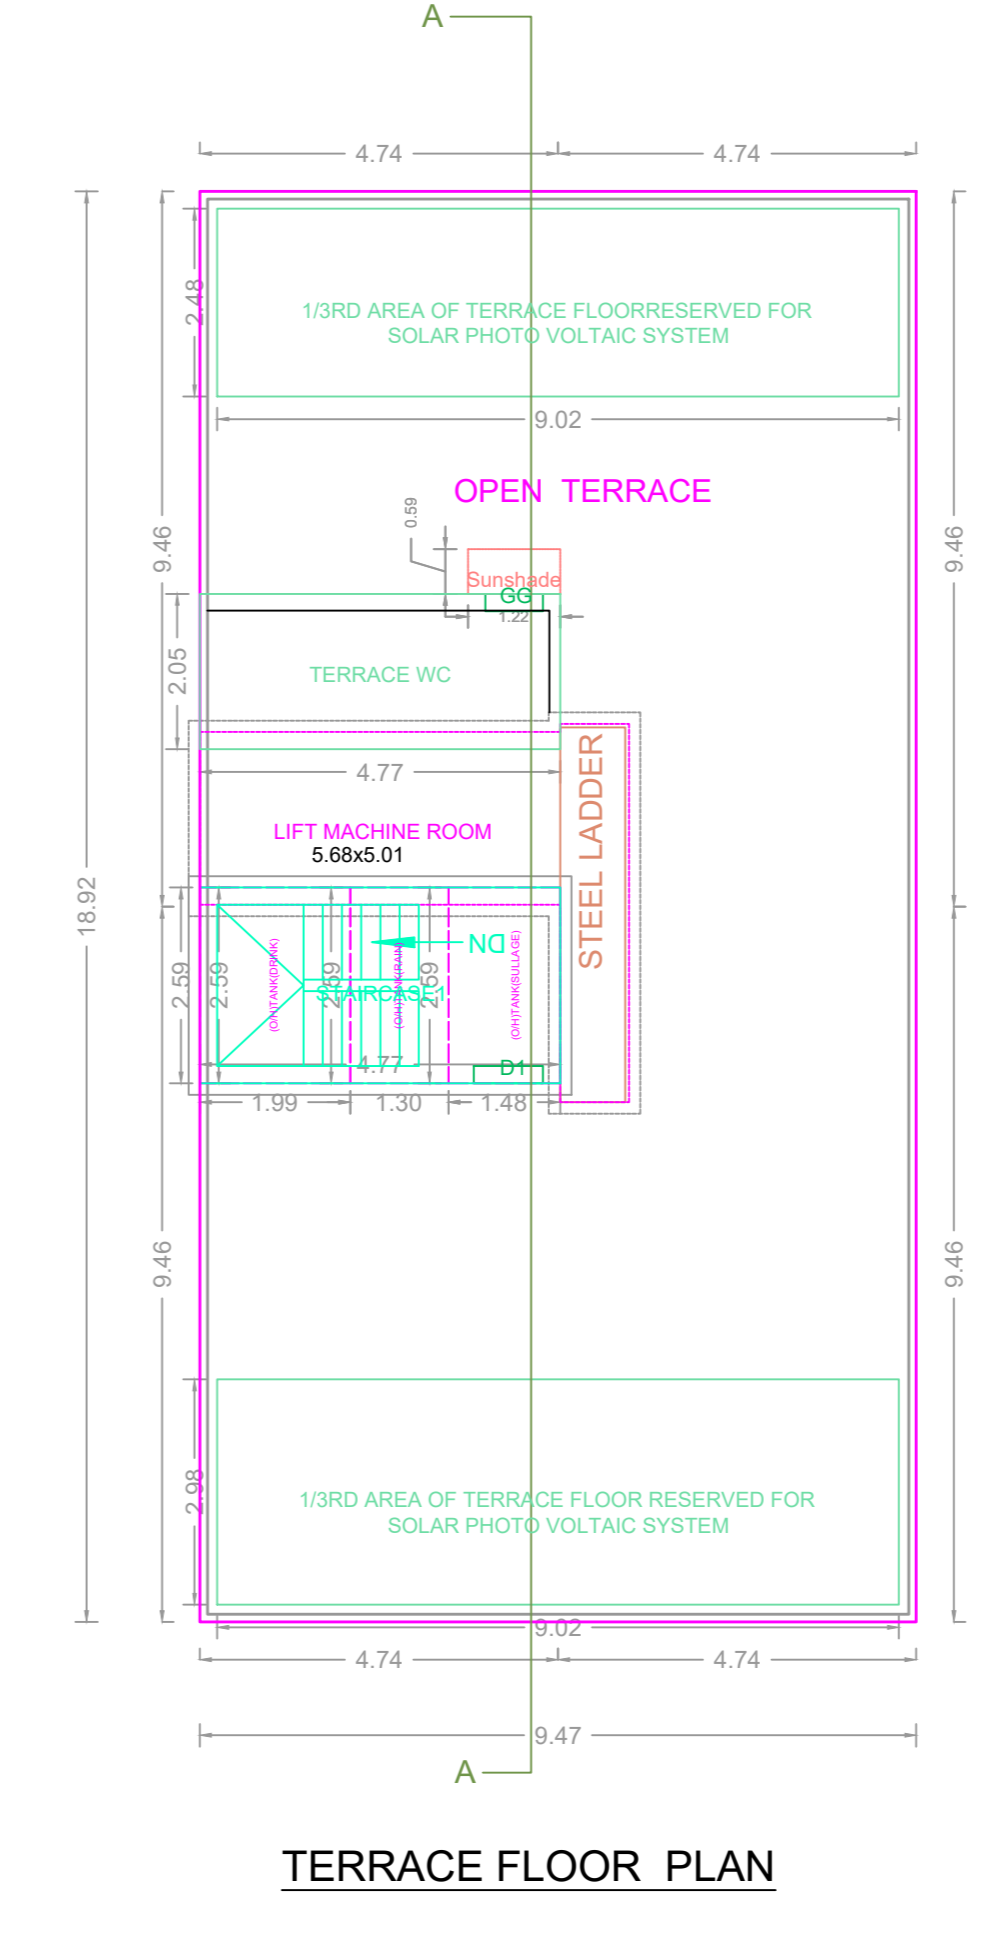 A
4.74
4.74
2.48
1/3RD AREA OF TERRACE FLOORRESERVED FOR
SOLAR PHOTO VOLTAIC SYSTEM
9.02
OPEN TERRACE
0.59
9.46
9.46
Sunshade
GG
1.22
2.05
TERRACE WC
STEEL LADDER
4.77
LIFT MACHINE ROOM
5.68x5.01
18.92
DN
2.59
2.59
(O/H)TANK(DRINK)
2.59
(O/H)TANK(RAIN)
2.59
(O/H)TANK(SULLAGE)
STAIRCASE1
4.77
D1
1.99
1.30
1.48
9.46
9.46
2.98
1/3RD AREA OF TERRACE FLOOR RESERVED FOR
SOLAR PHOTO VOLTAIC SYSTEM
9.02
4.74
4.74
9.47
A
TERRACE FLOOR PLAN